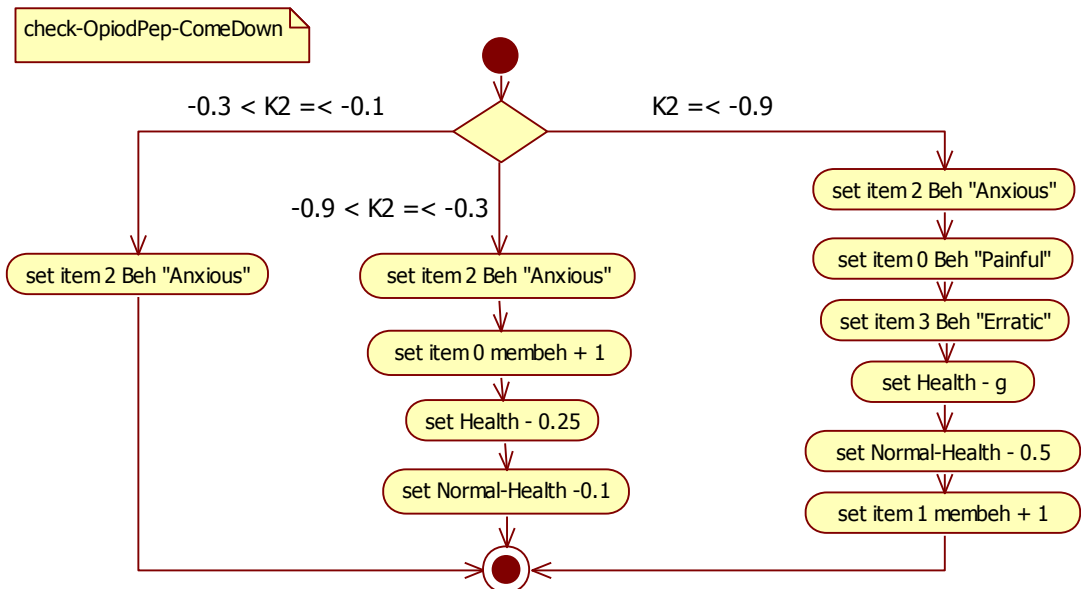 check-OpiodPep-ComeDown
-0.3 < K2 =< -0.1
K2 =< -0.9
-0.9 < K2 =< -0.3
set item 2 Beh "Anxious"
set item 2 Beh "Anxious"
set item 0 membeh + 1
set Health - 0.25
set Normal-Health -0.1
set item 2 Beh "Anxious"
set item 0 Beh "Painful"
set item 3 Beh "Erratic"
set Health - g
set Normal-Health - 0.5
set item 1 membeh + 1